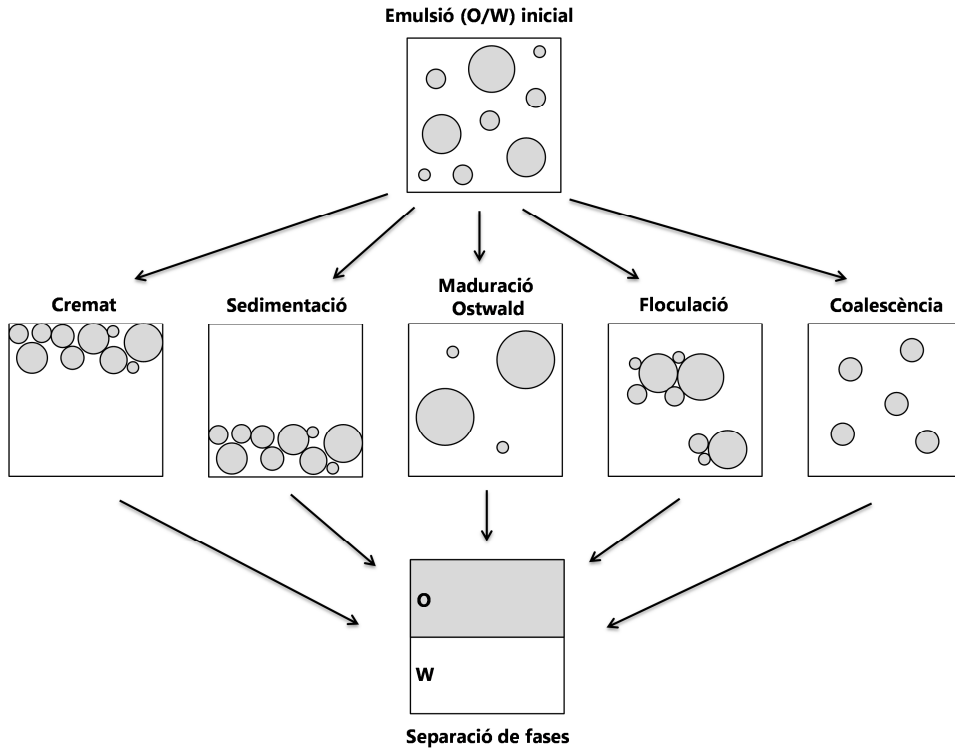 Emulsió (O/W) inicial
Cremat
Sedimentació
Maduració
Ostwald
Floculació
Coalescència
O
W
Separació de fases